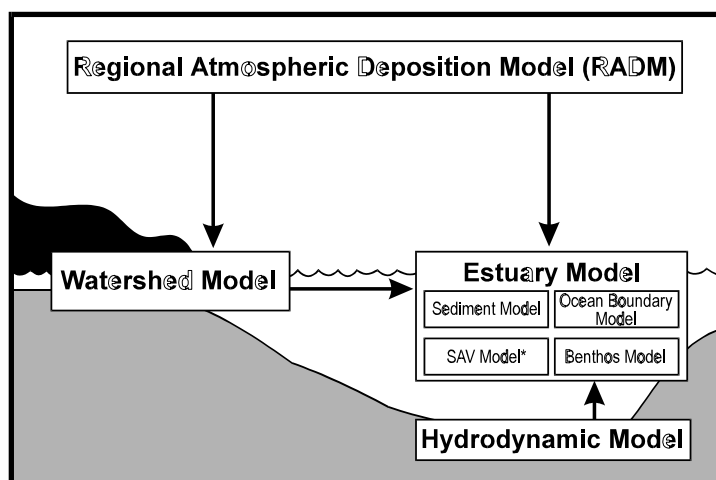 Regional Atmospheric Deposition Model (RADM)
Watershed Model
Estuary Model
Sediment Model
Ocean Boundary
Model
SAV Model*
Benthos Model
Hydrodynamic Model